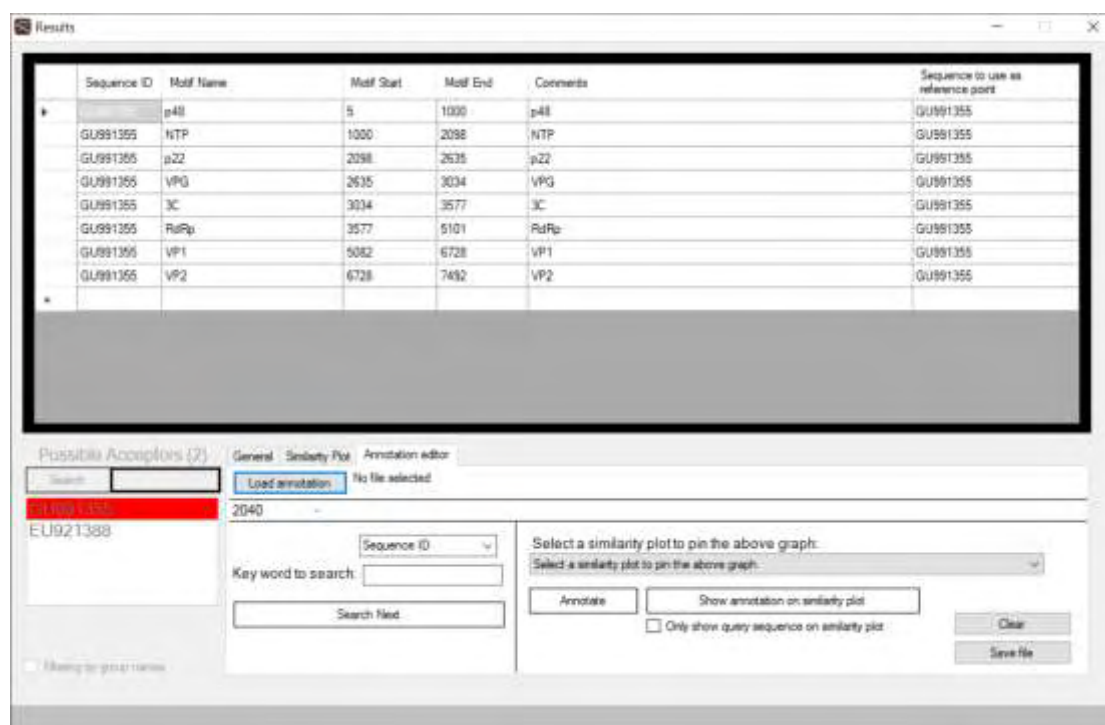 Results
Sequence ID Motif Name Motif Start Motif End Comments Sequence to use as reference point
p48 5 1000 p48 GU991355
GU991355 NTP 1000 2098 NTP GU991355
GU991355 p22 2098 2635 p22 GU991355
GU991355 VPG 2635 3034 VPG GU991355
GU991355 3C 3034 3577 3C GU991355
GU991355 RdRp 3577 5101 RdRp GU991355
GU991355 VP1 5082 6728 VP1 GU991355
GU991355 VP2 6728 7492 VP2 GU991355
Possible Acceptors (2)
General Similarity Plot Annotation editor
Search
Load annotation No file selected
GU991355
2040 -
EU921388
Sequence ID
Select a similarity plot to pin the above graph:
Key word to search:
Select a similarity plot to pin the above graph
Annotate
Show annotation on similarity plot
Search Next
Only show query sequence on similarity plot
Clear
Save file
Filtering by group names